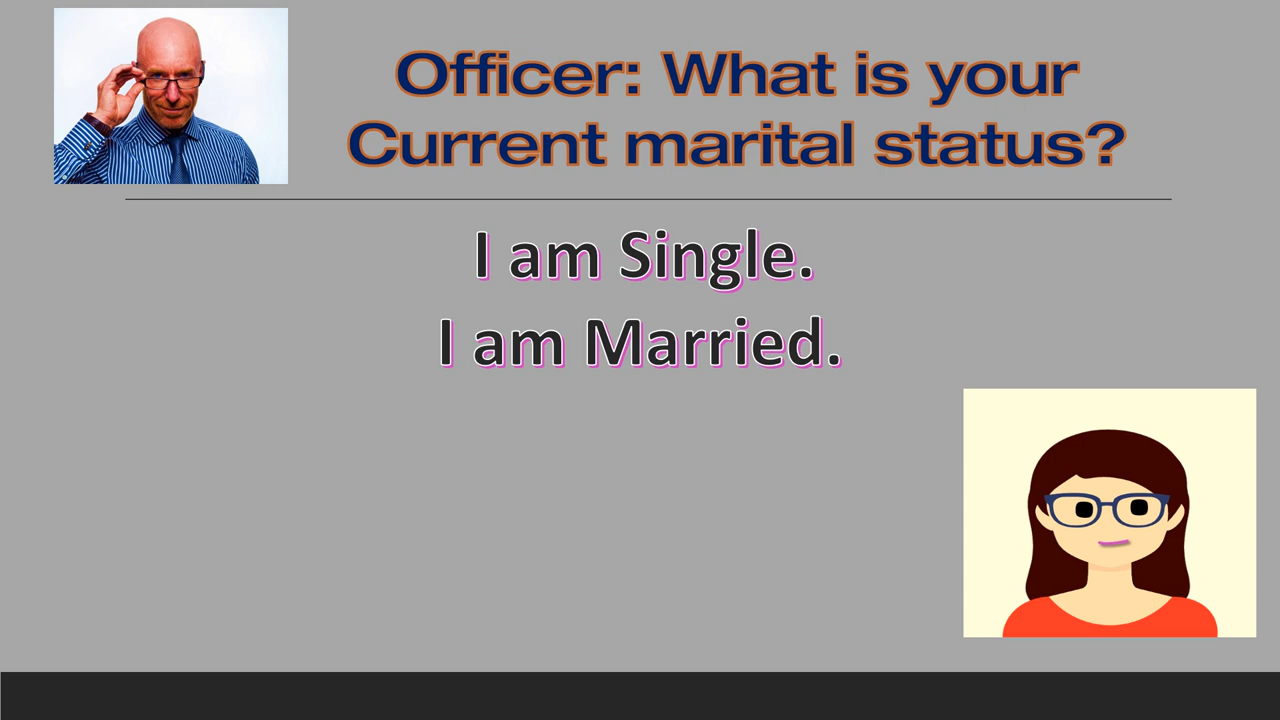 Officer: What is your
Current marital status?
I am Single.
I am Married.